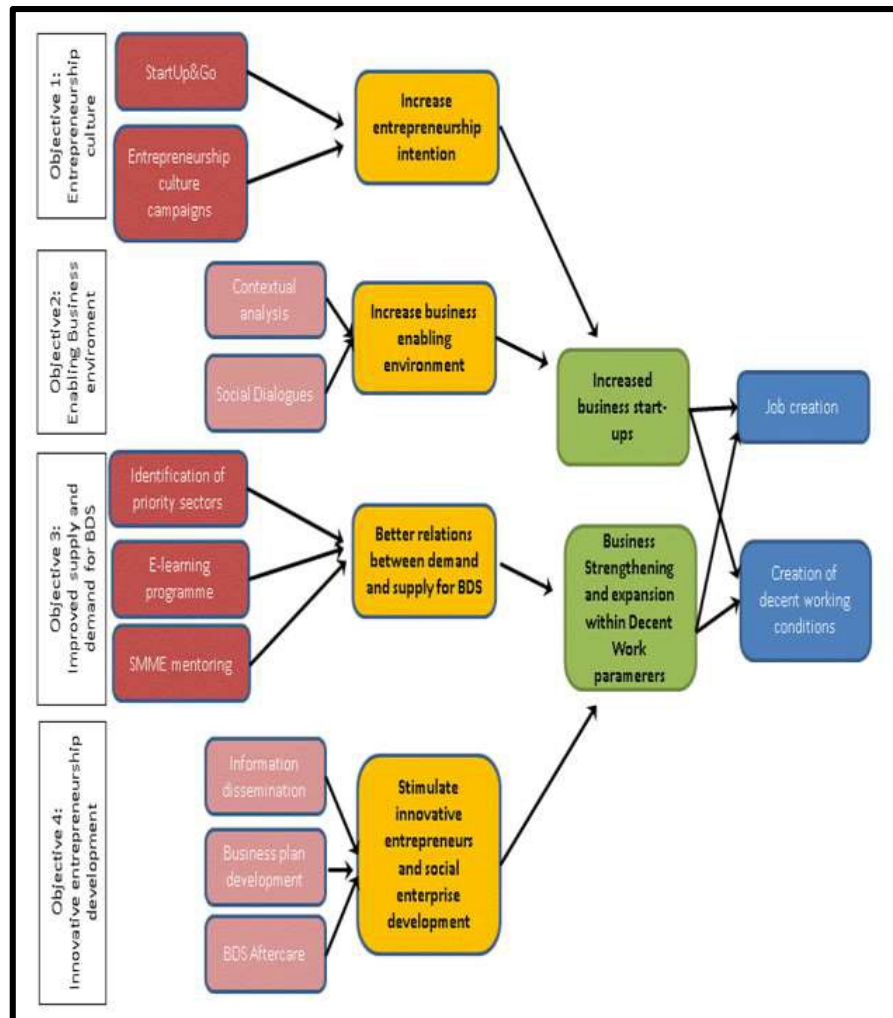 Objective 1:
Entrepreneurship
culture
StartUp&Go
Entrepreneurship
culture
campaigns
Increase
entrepreneurship
intention
Objective2:
Enabling Business
enviroment
Contextual
analysis
Social Dialogues
Increase business
enabling
environment
Increased
business start-
ups
Job creation
Objective 3:
Improved supply and
demand for BDS
Identification of
priority sectors
E-learning
programme
SMME mentoring
Better relations
between demand
and supply for BDS
Business
Strengthening
and expansion
within Decent
Work
paramerers
Creation of
decent working
conditions
Objective 4:
Innovative entrepreneurship
development
Information
dissemination
Business plan
development
BDS Aftercare
Stimulate
innovative
entrepreneurs
and social
enterprise
development